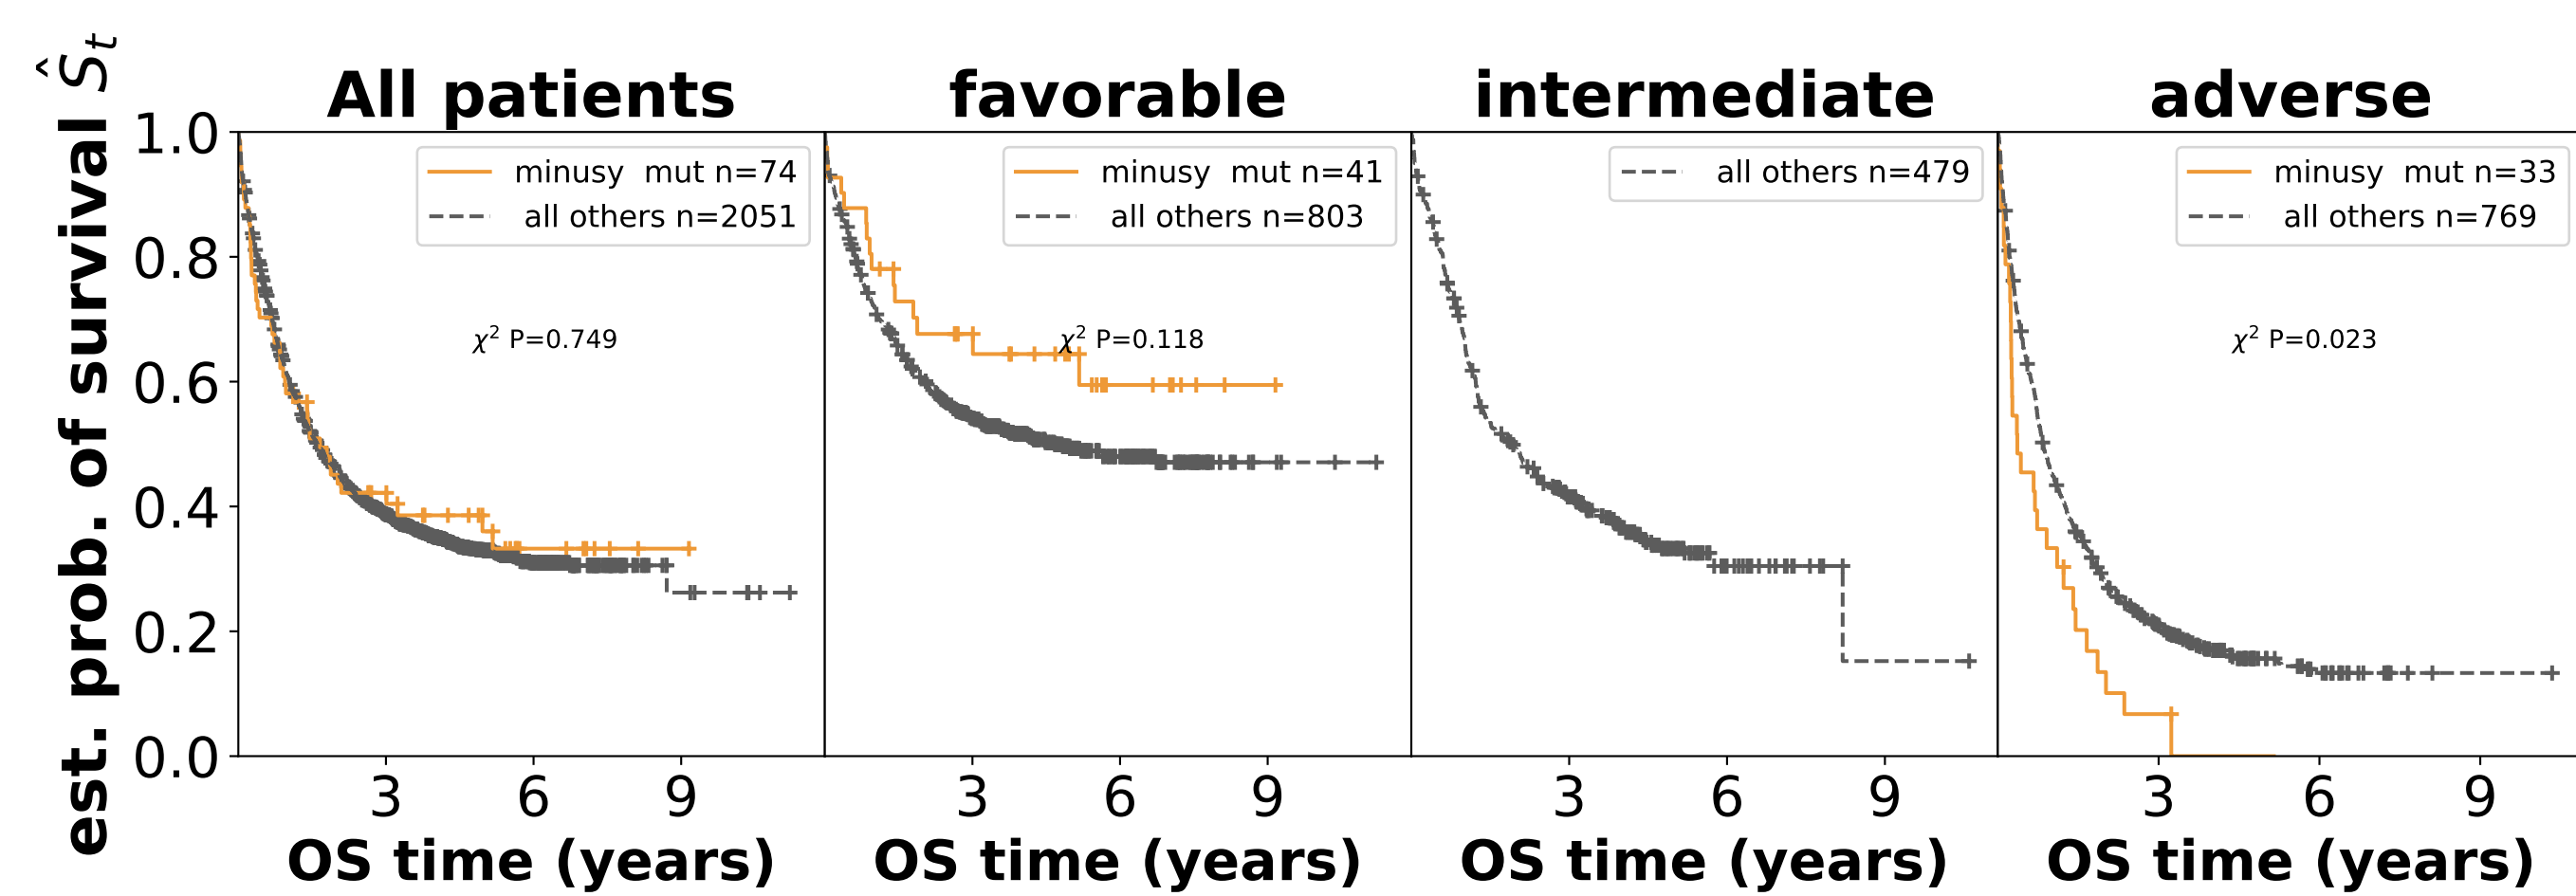 est. prob. of survival Ŝt
All patients
1.0
0.8
0.6
0.4
0.2
0.0
minusy mut n=74
all others n=2051
χ² P=0.749
3 6 9
OS time (years)
favorable
minusy mut n=41
all others n=803
χ² P=0.118
3 6 9
OS time (years)
intermediate
all others n=479
3 6 9
OS time (years)
adverse
minusy mut n=33
all others n=769
χ² P=0.023
3 6 9
OS time (years)